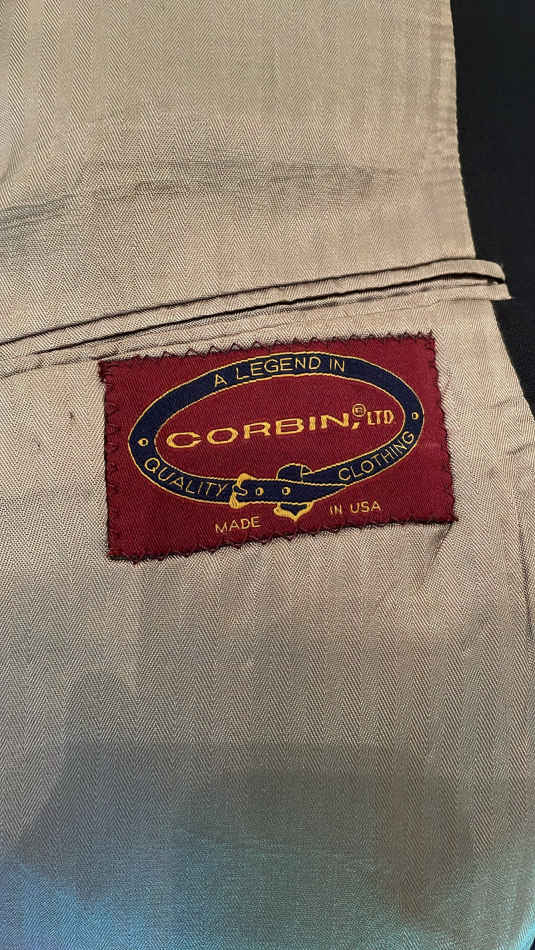 A LEGEND IN
CORBIN,® LTD.
QUALITY CLOTHING
MADE IN USA